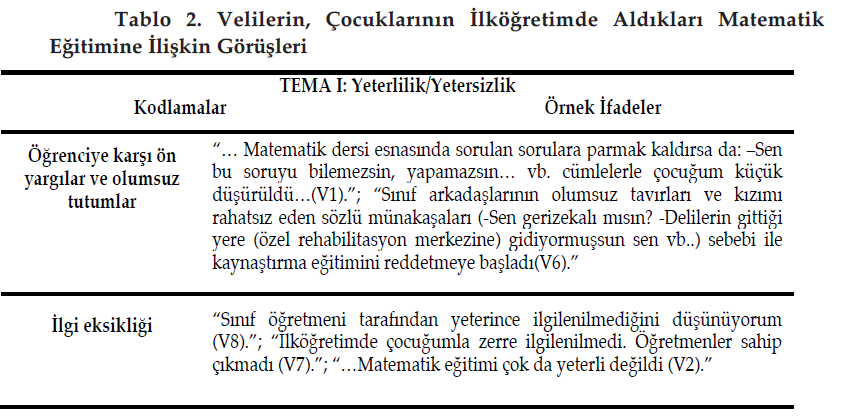 Tablo 2. Velilerin, Çocuklarının İlköğretimde Aldıkları Matematik
Eğitimine İlişkin Görüşleri
TEMA I: Yeterlilik/Yetersizlik
Kodlamalar Örnek İfadeler
Öğrenciye karşı ön
yargılar ve olumsuz
tutumlar
“… Matematik dersi esnasında sorulan sorulara parmak kaldırsa da: –Sen
bu soruyu bilemezsin, yapamazsın… vb. cümlelerle çocuğum küçük
düşürüldü…(V1).”; “Sınıf arkadaşlarının olumsuz tavırları ve kızımı
rahatsız eden sözlü münakaşaları (-Sen gerizekalı mısın? -Delilerin gittiği
yere (özel rehabilitasyon merkezine) gidiyormuşsun sen vb..) sebebi ile
kaynaştırma eğitimini reddetmeye başladı(V6).”
İlgi eksikliği
“Sınıf öğretmeni tarafından yeterince ilgilenilmediğini düşünüyorum
(V8).”; “İlköğretimde çocuğumla zerre ilgilenilmedi. Öğretmenler sahip
çıkmadı (V7).”; “…Matematik eğitimi çok da yeterli değildi (V2).”